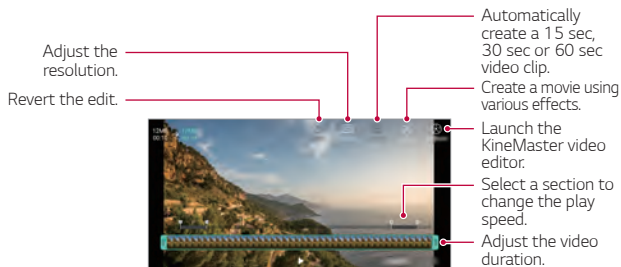 Adjust the
resolution.
Revert the edit.
Automatically
create a 15 sec,
30 sec or 60 sec
video clip.
Create a movie using
various effects.
Launch the
KineMaster video
editor.
Select a section to
change the play
speed.
Adjust the video
duration.